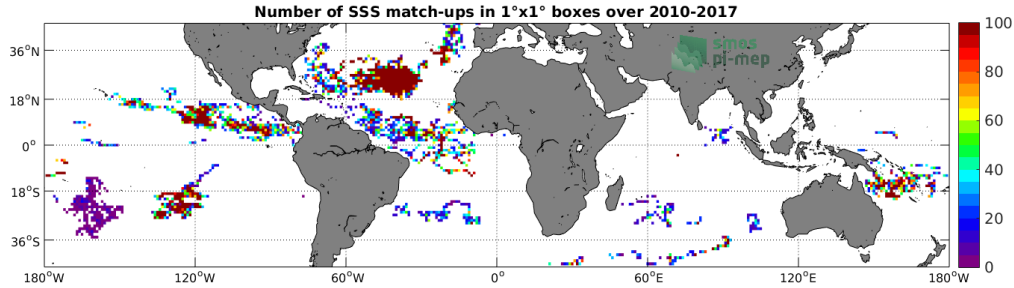 Number of SSS match-ups in 1°x1° boxes over 2010-2017
smos
pi-mep
36°N
18°N
0°
18°S
36°S
180°W 120°W 60°W 0° 60°E 120°E 180°W
100
80
60
40
20
0